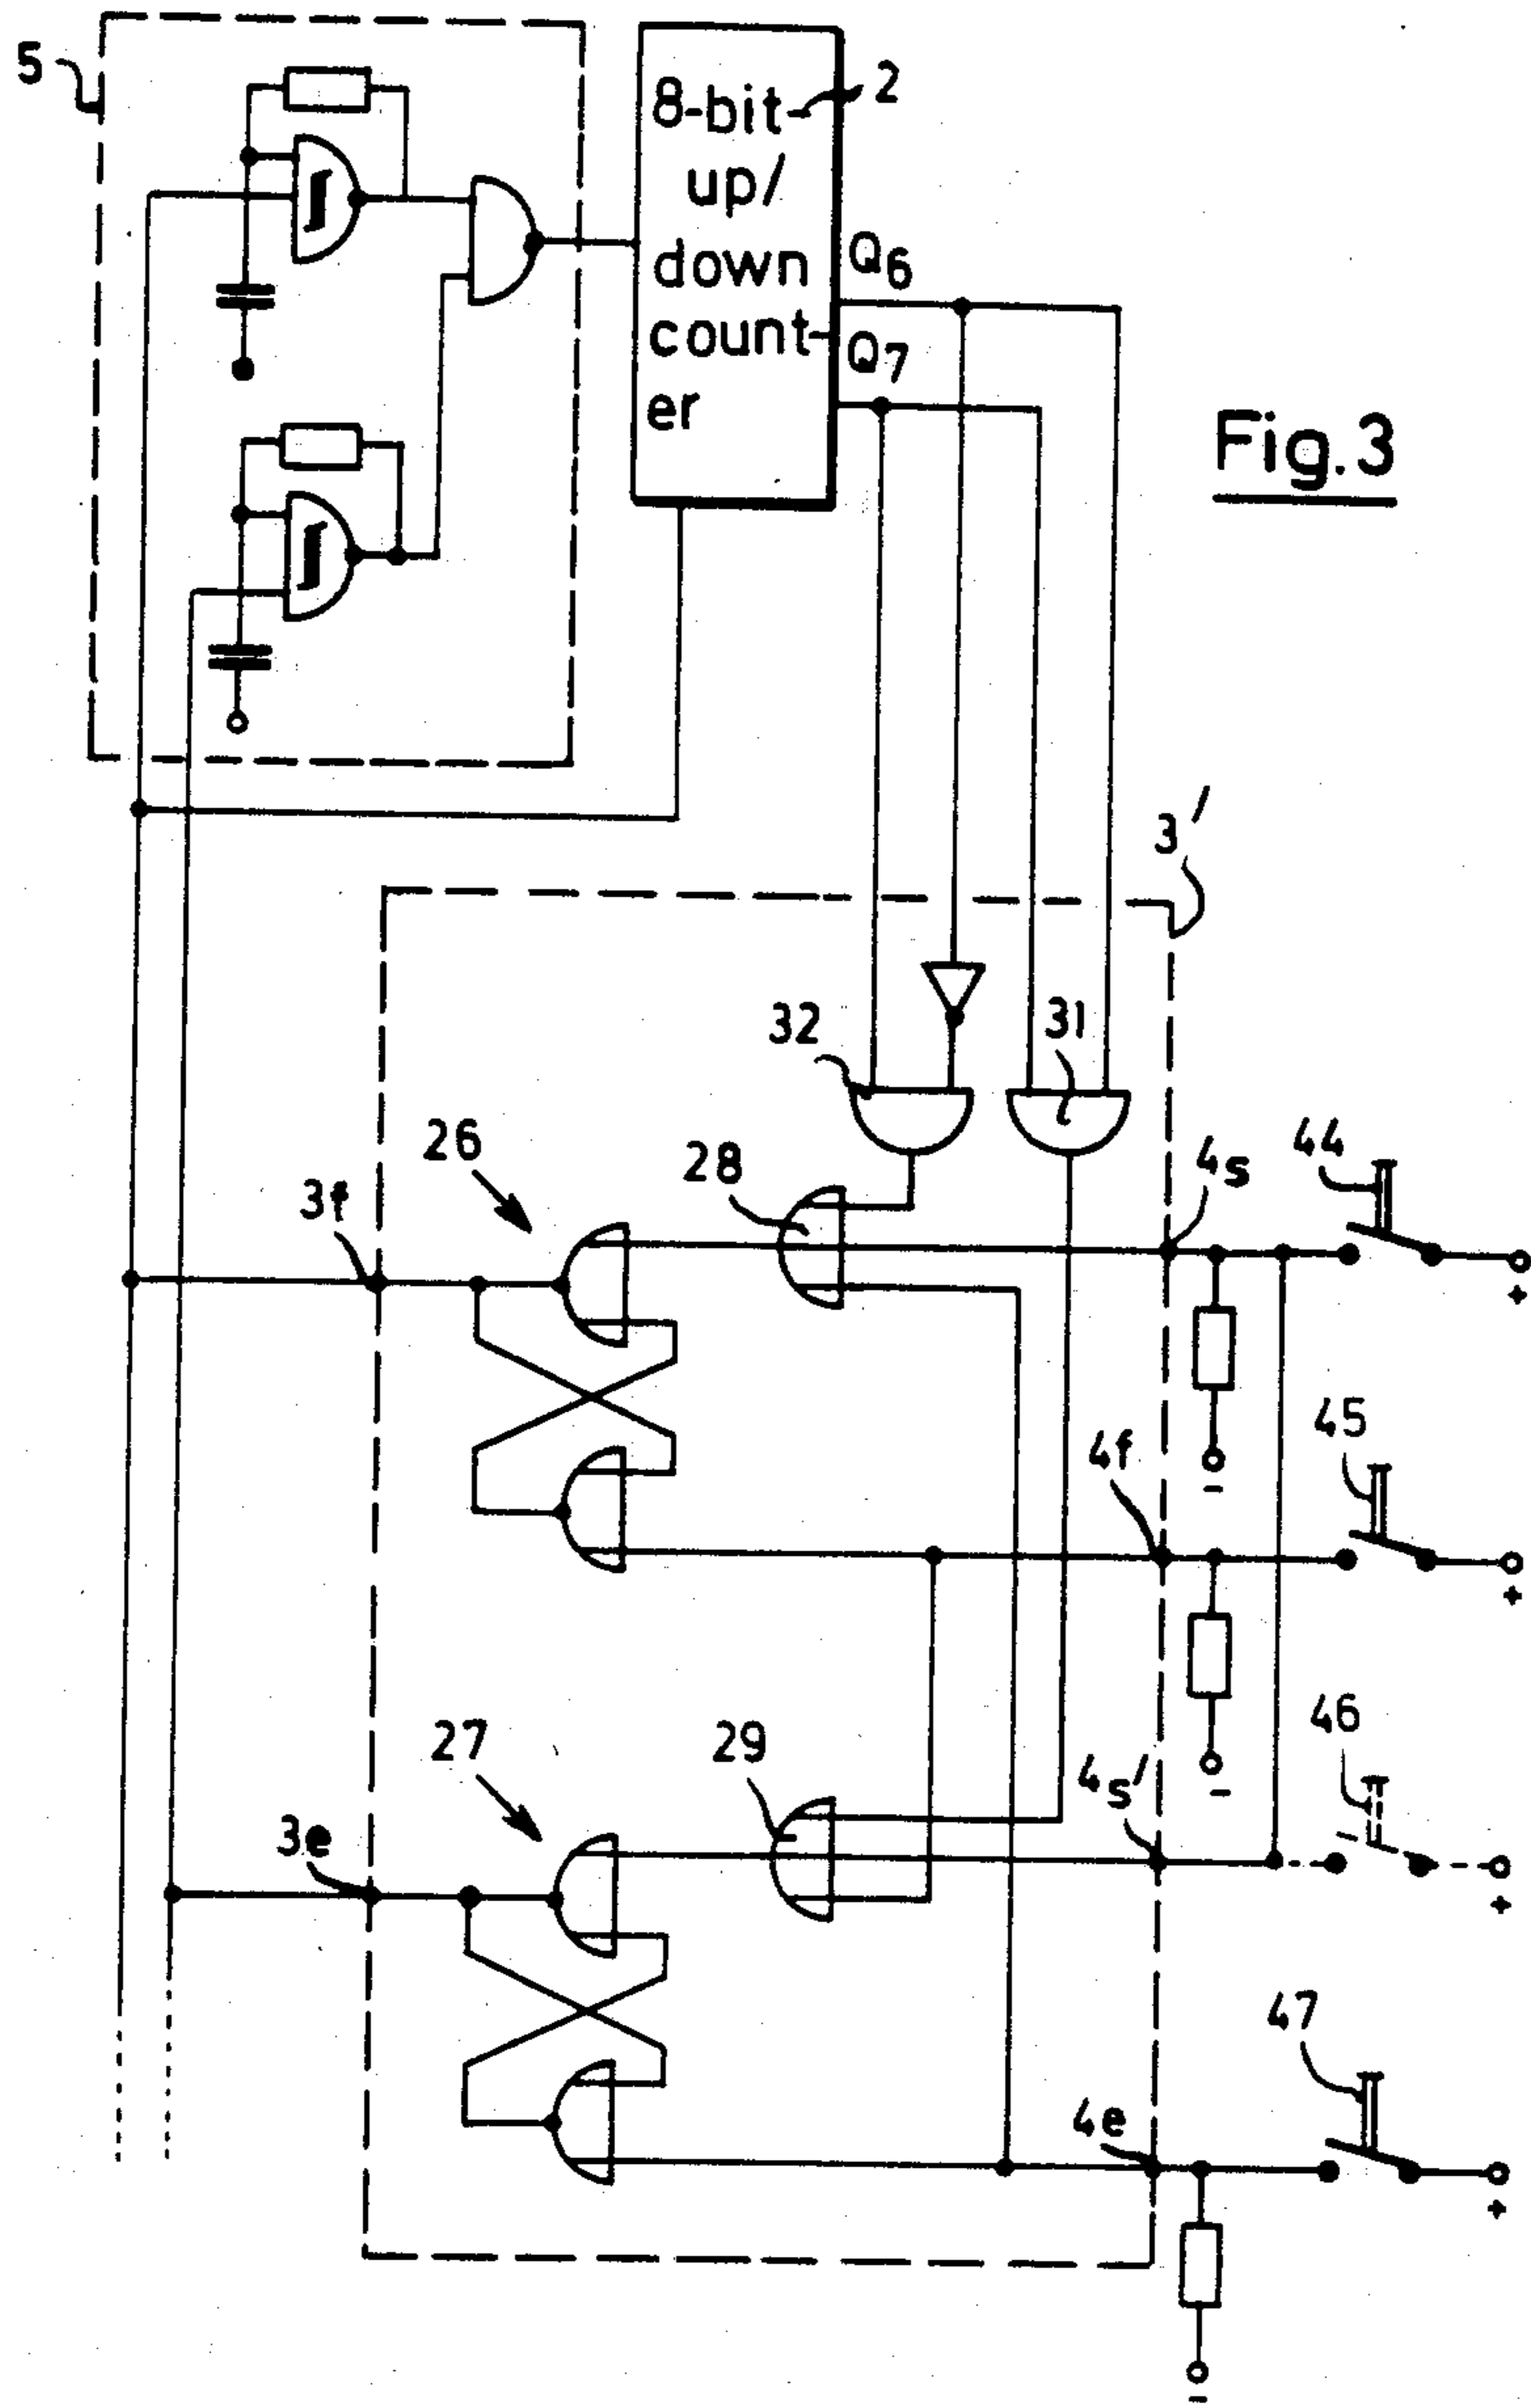 5
8-bit-
2
up/
down
count-
er
Q6
Q7
Fig. 3
3'
32
31
26
28
4s
44
3f
+
-
45
4f
+
-
46
27
29
4s'
3e
+
47
4e
+
-